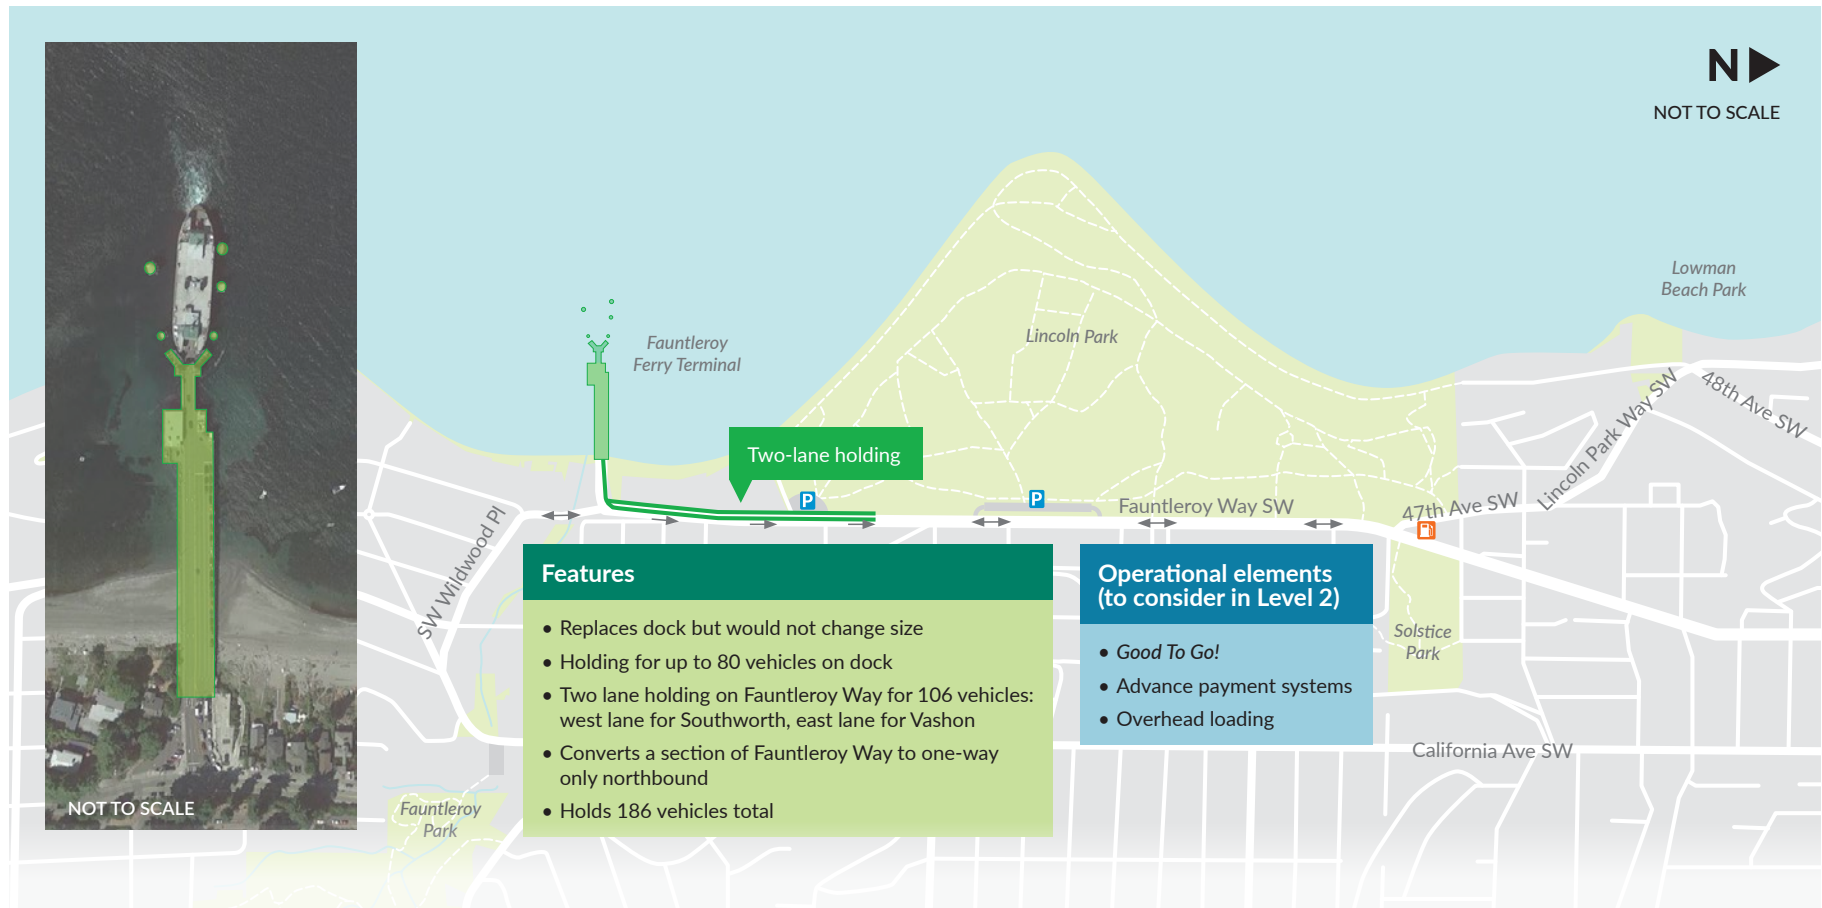 N
NOT TO SCALE
Lowman
Beach Park
Lincoln Park
Fauntleroy
Ferry Terminal
48th Ave SW
Lincoln Park Way SW
Two-lane holding
P
P
Fauntleroy Way SW
47th Ave SW
SW Wildwood Pl
Features
• Replaces dock but would not change size
• Holding for up to 80 vehicles on dock
• Two lane holding on Fauntleroy Way for 106 vehicles:
west lane for Southworth, east lane for Vashon
• Converts a section of Fauntleroy Way to one-way
only northbound
• Holds 186 vehicles total
Operational elements
(to consider in Level 2)
• Good To Go!
• Advance payment systems
• Overhead loading
Solstice
Park
California Ave SW
Fauntleroy
Park
NOT TO SCALE